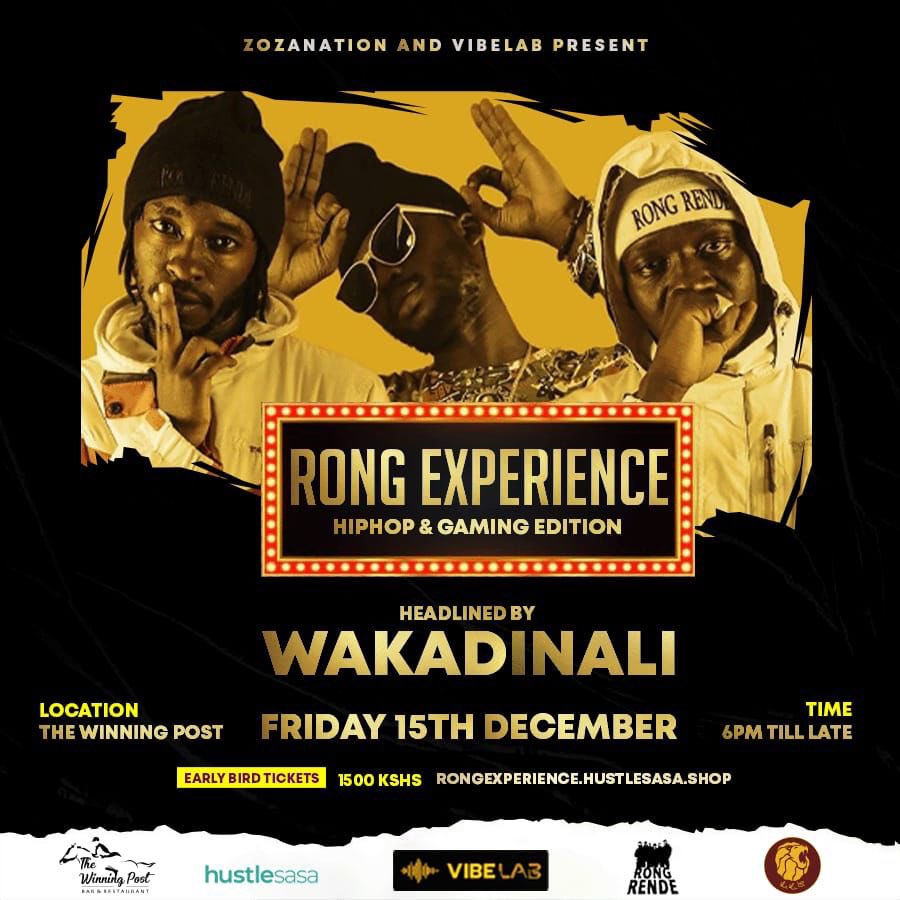 ZOZANATION AND VIBELAB PRESENT
RONG RENDE
RONG EXPERIENCE
HIPHOP & GAMING EDITION
HEADLINED BY
WAKADINALI
LOCATION
THE WINNING POST
FRIDAY 15TH DECEMBER
TIME
6PM TILL LATE
EARLY BIRD TICKETS 1500 KSHS RONGEXPERIENCE.HUSTLESASA.SHOP
The
Winning Post
BAR & RESTAURANT
hustlesasa
VIBELAB
RONG
RENDE